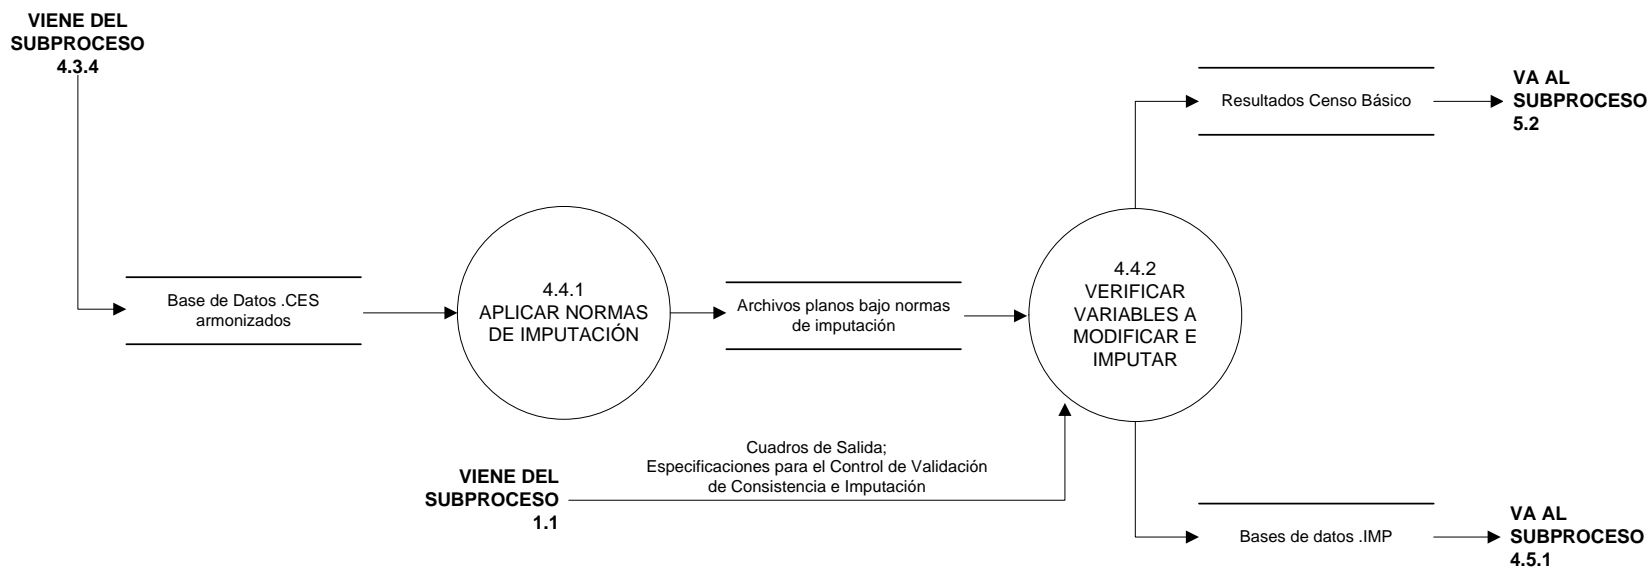 VIENE DEL
SUBPROCESO
4.3.4
Base de Datos .CES
armonizados
4.4.1
APLICAR NORMAS
DE IMPUTACIÓN
Archivos planos bajo normas
de imputación
4.4.2
VERIFICAR
VARIABLES A
MODIFICAR E
IMPUTAR
Resultados Censo Básico
VA AL
SUBPROCESO
5.2
VIENE DEL
SUBPROCESO
1.1
Cuadros de Salida;
Especificaciones para el Control de Validación
de Consistencia e Imputación
Bases de datos .IMP
VA AL
SUBPROCESO
4.5.1